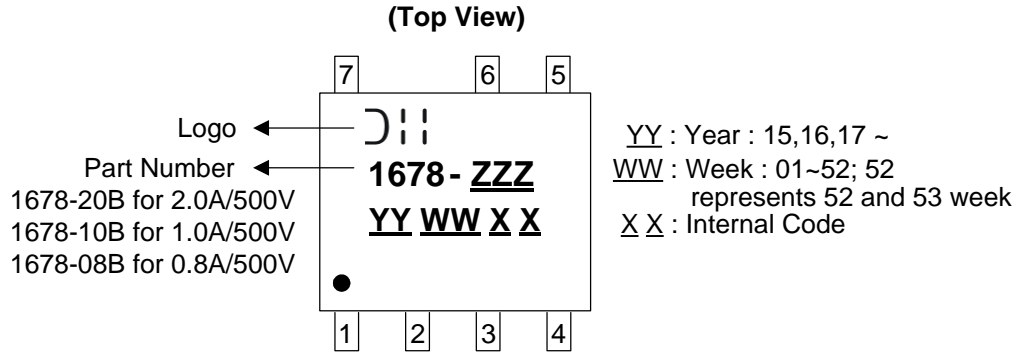 (Top View)
7 6 5
Logo
Part Number
1678-20B for 2.0A/500V
1678-10B for 1.0A/500V
1678-08B for 0.8A/500V
1678- ZZZ
YY WW X X
YY : Year : 15,16,17 ~
WW : Week : 01~52; 52
represents 52 and 53 week
X X : Internal Code
1 2 3 4